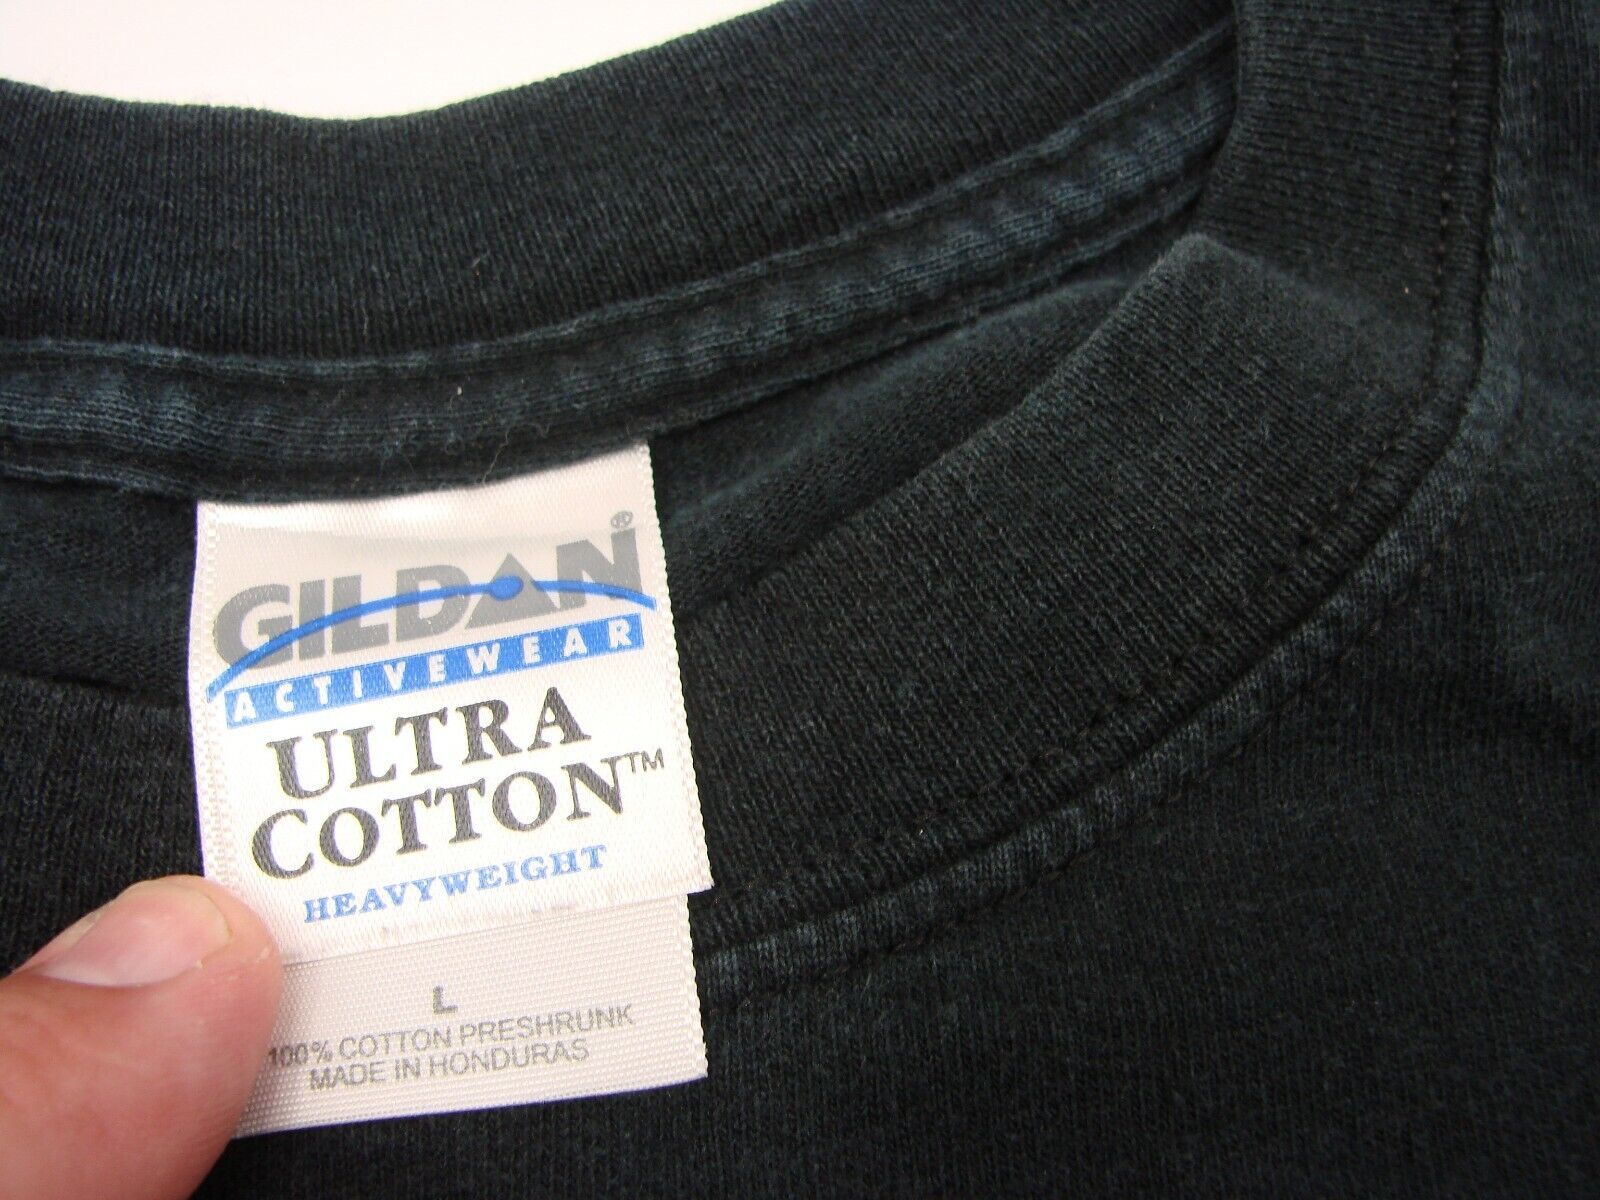 GILDAN®
ACTIVEWEAR
ULTRA
COTTON™
HEAVYWEIGHT
L
100% COTTON PRESHRUNK
MADE IN HONDURAS